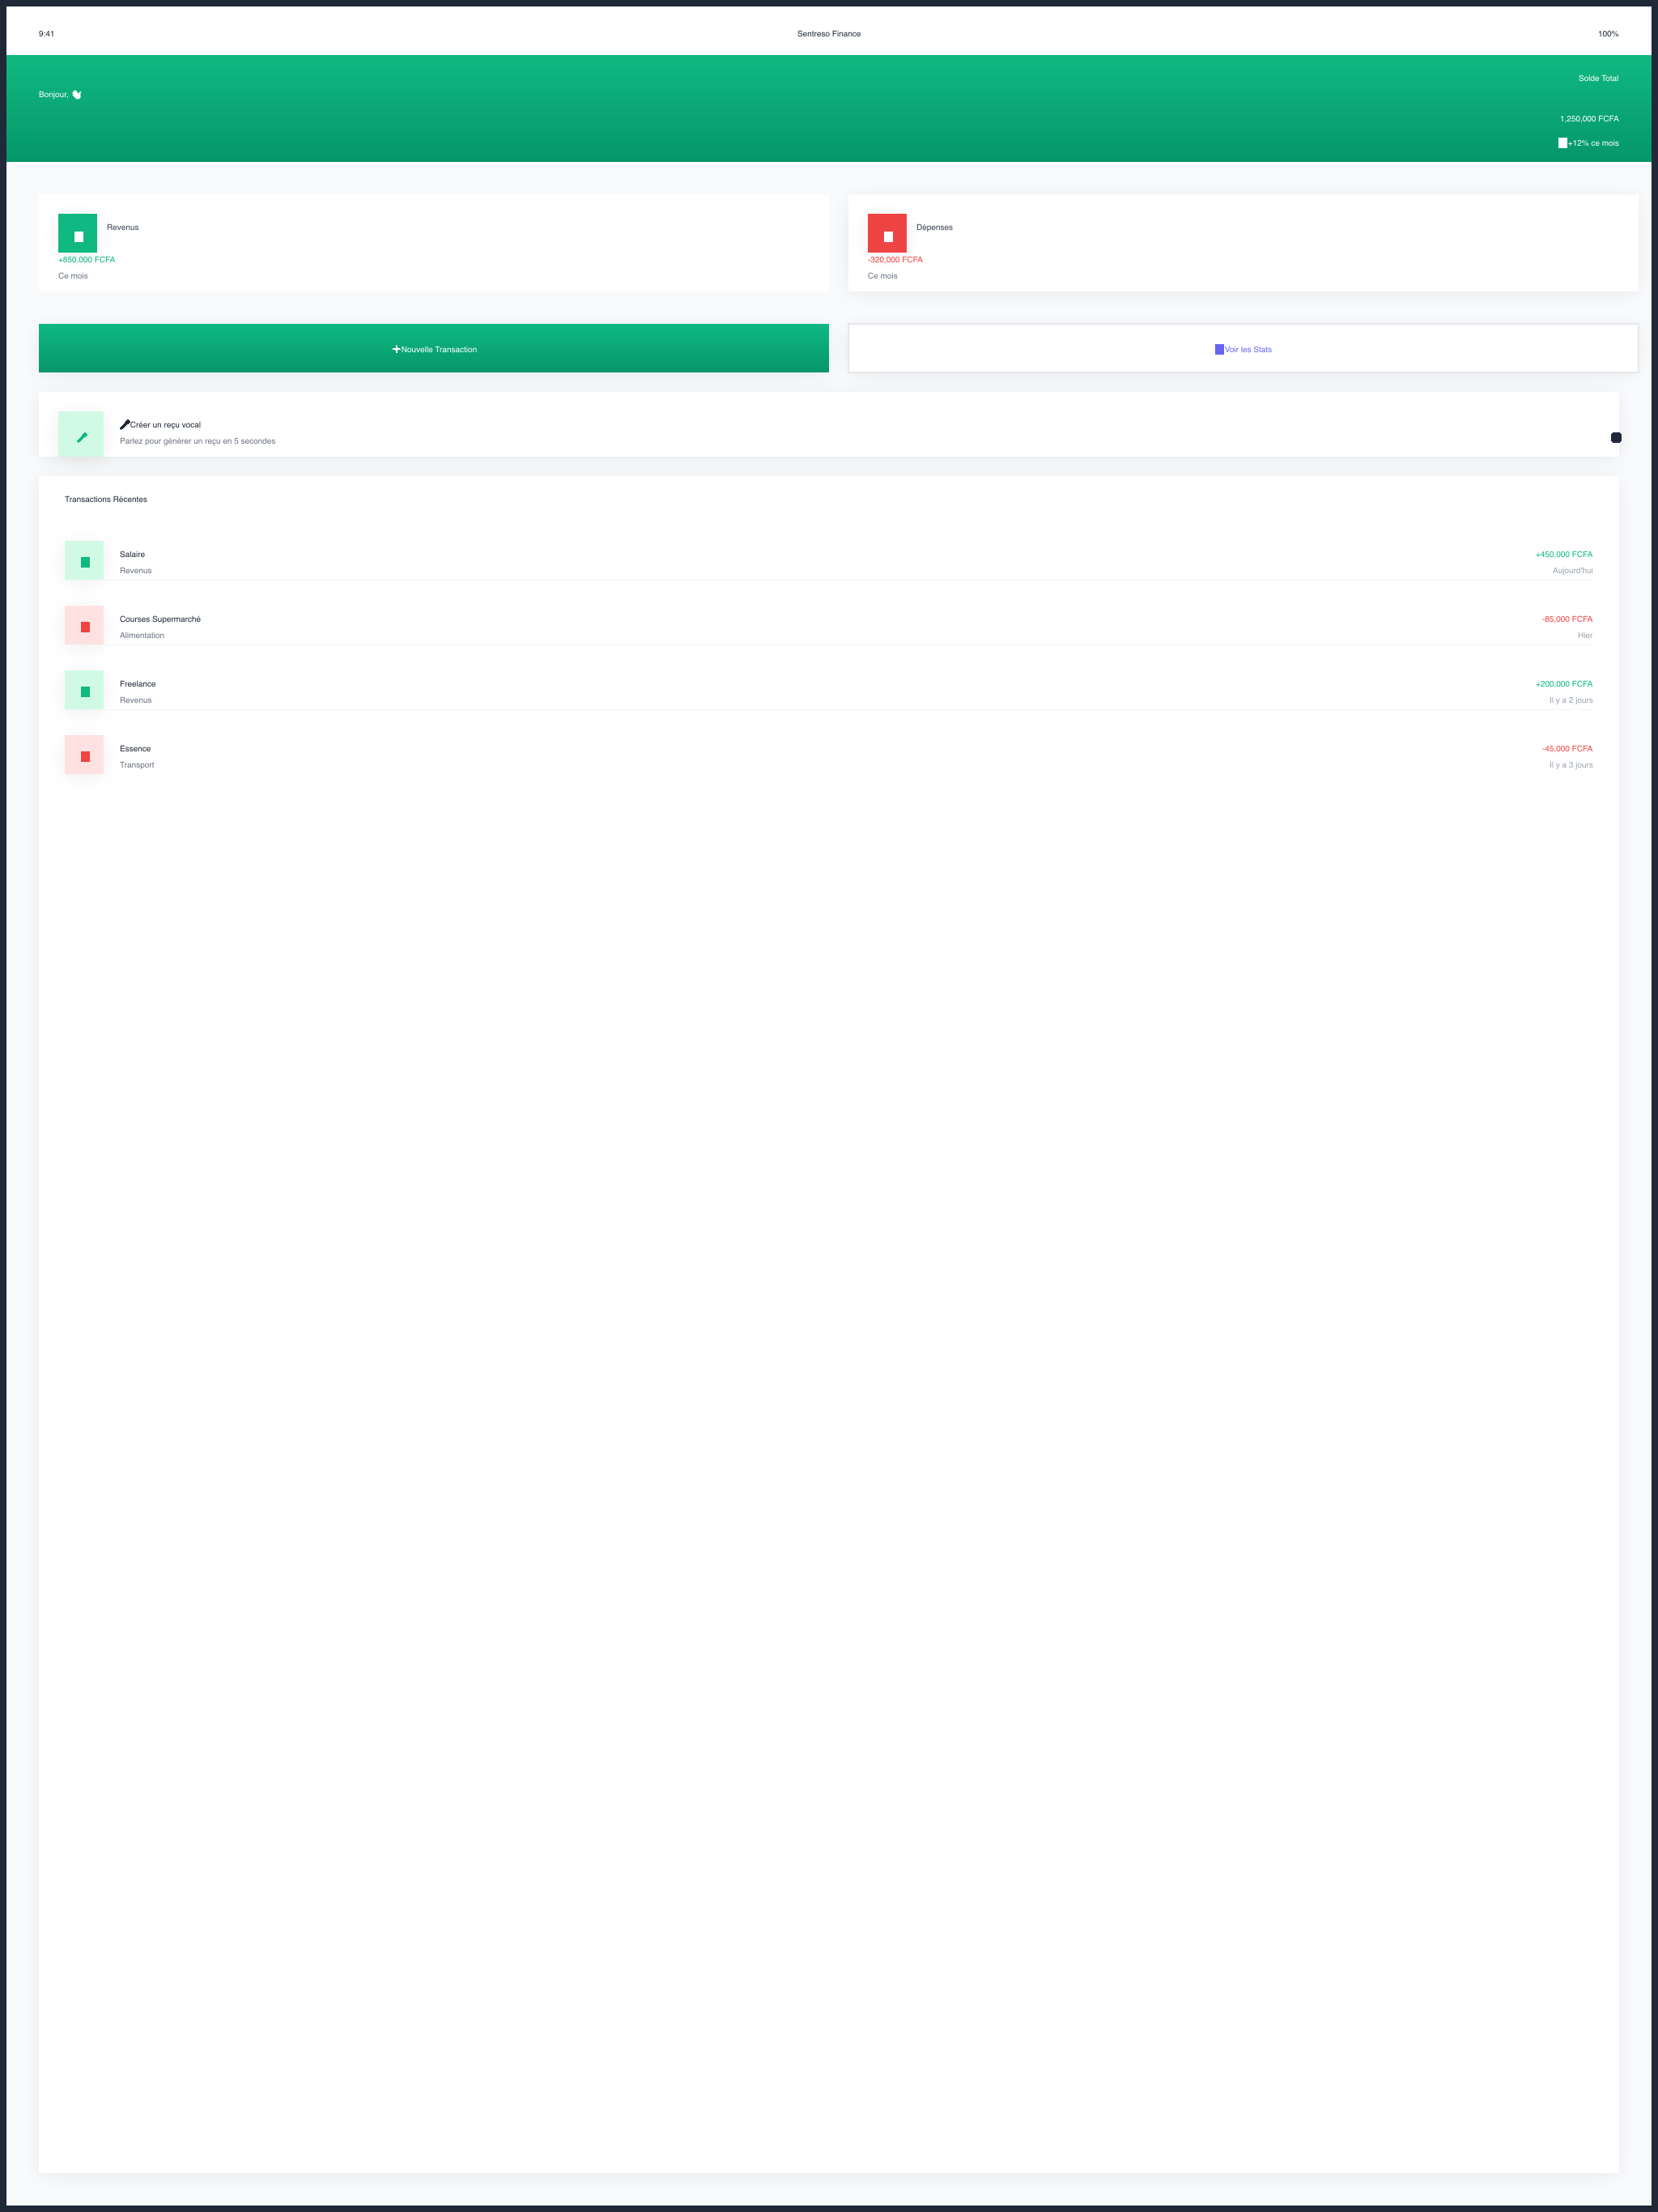 9:41
Sentreso Finance
100%
Bonjour, 👋
Solde Total
1,250,000 FCFA
+12% ce mois
Revenus
+850,000 FCFA
Ce mois
Dépenses
-320,000 FCFA
Ce mois
➕Nouvelle Transaction
Voir les Stats
🎤Créer un reçu vocal
Parlez pour générer un reçu en 5 secondes
Transactions Récentes
Salaire
+450,000 FCFA
Revenus
Aujourd'hui
Courses Supermarché
-85,000 FCFA
Alimentation
Hier
Freelance
+200,000 FCFA
Revenus
Il y a 2 jours
Essence
-45,000 FCFA
Transport
Il y a 3 jours